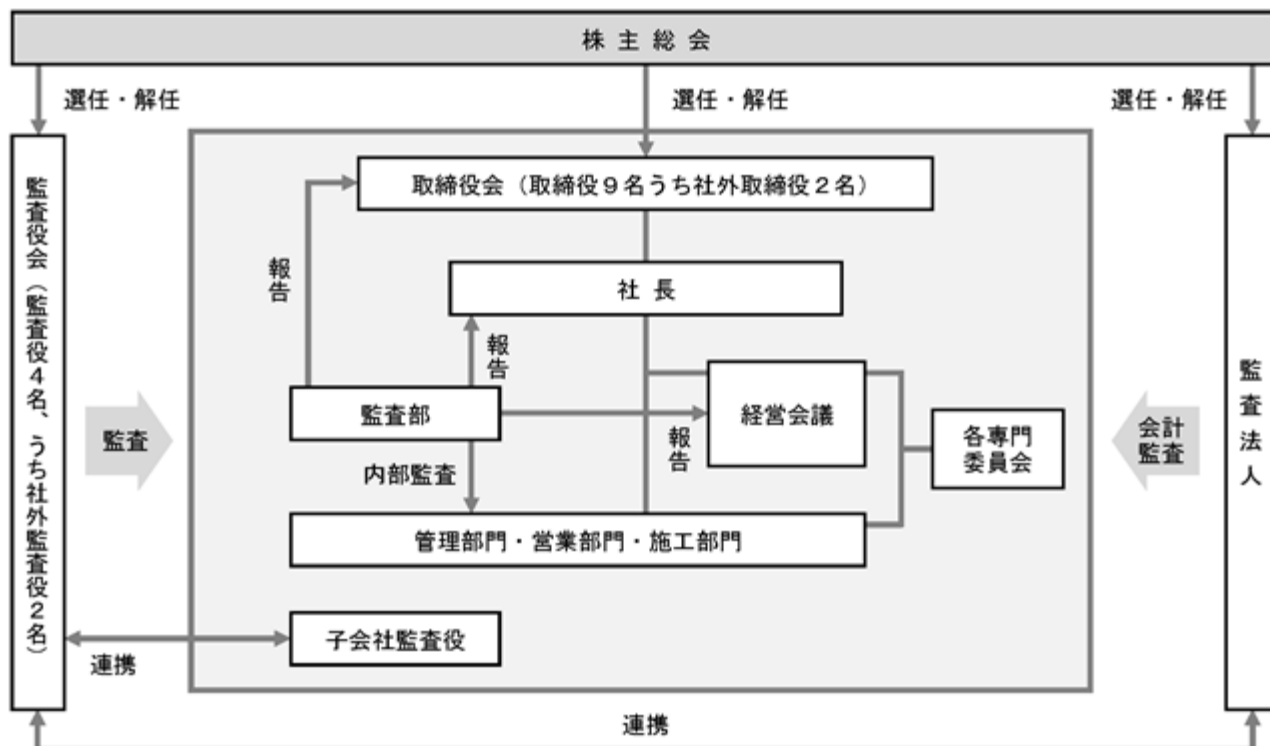 株主総会
選任・解任
選任・解任
選任・解任
監査役会(監査役4名、うち社外監査役2名)
取締役会(取締役9名うち社外取締役2名)
報告
社長
報告
監査部
報告
経営会議
各専門
委員会
監査
会計
監査
監査法人
内部監査
管理部門・営業部門・施工部門
子会社監査役
連携
連携